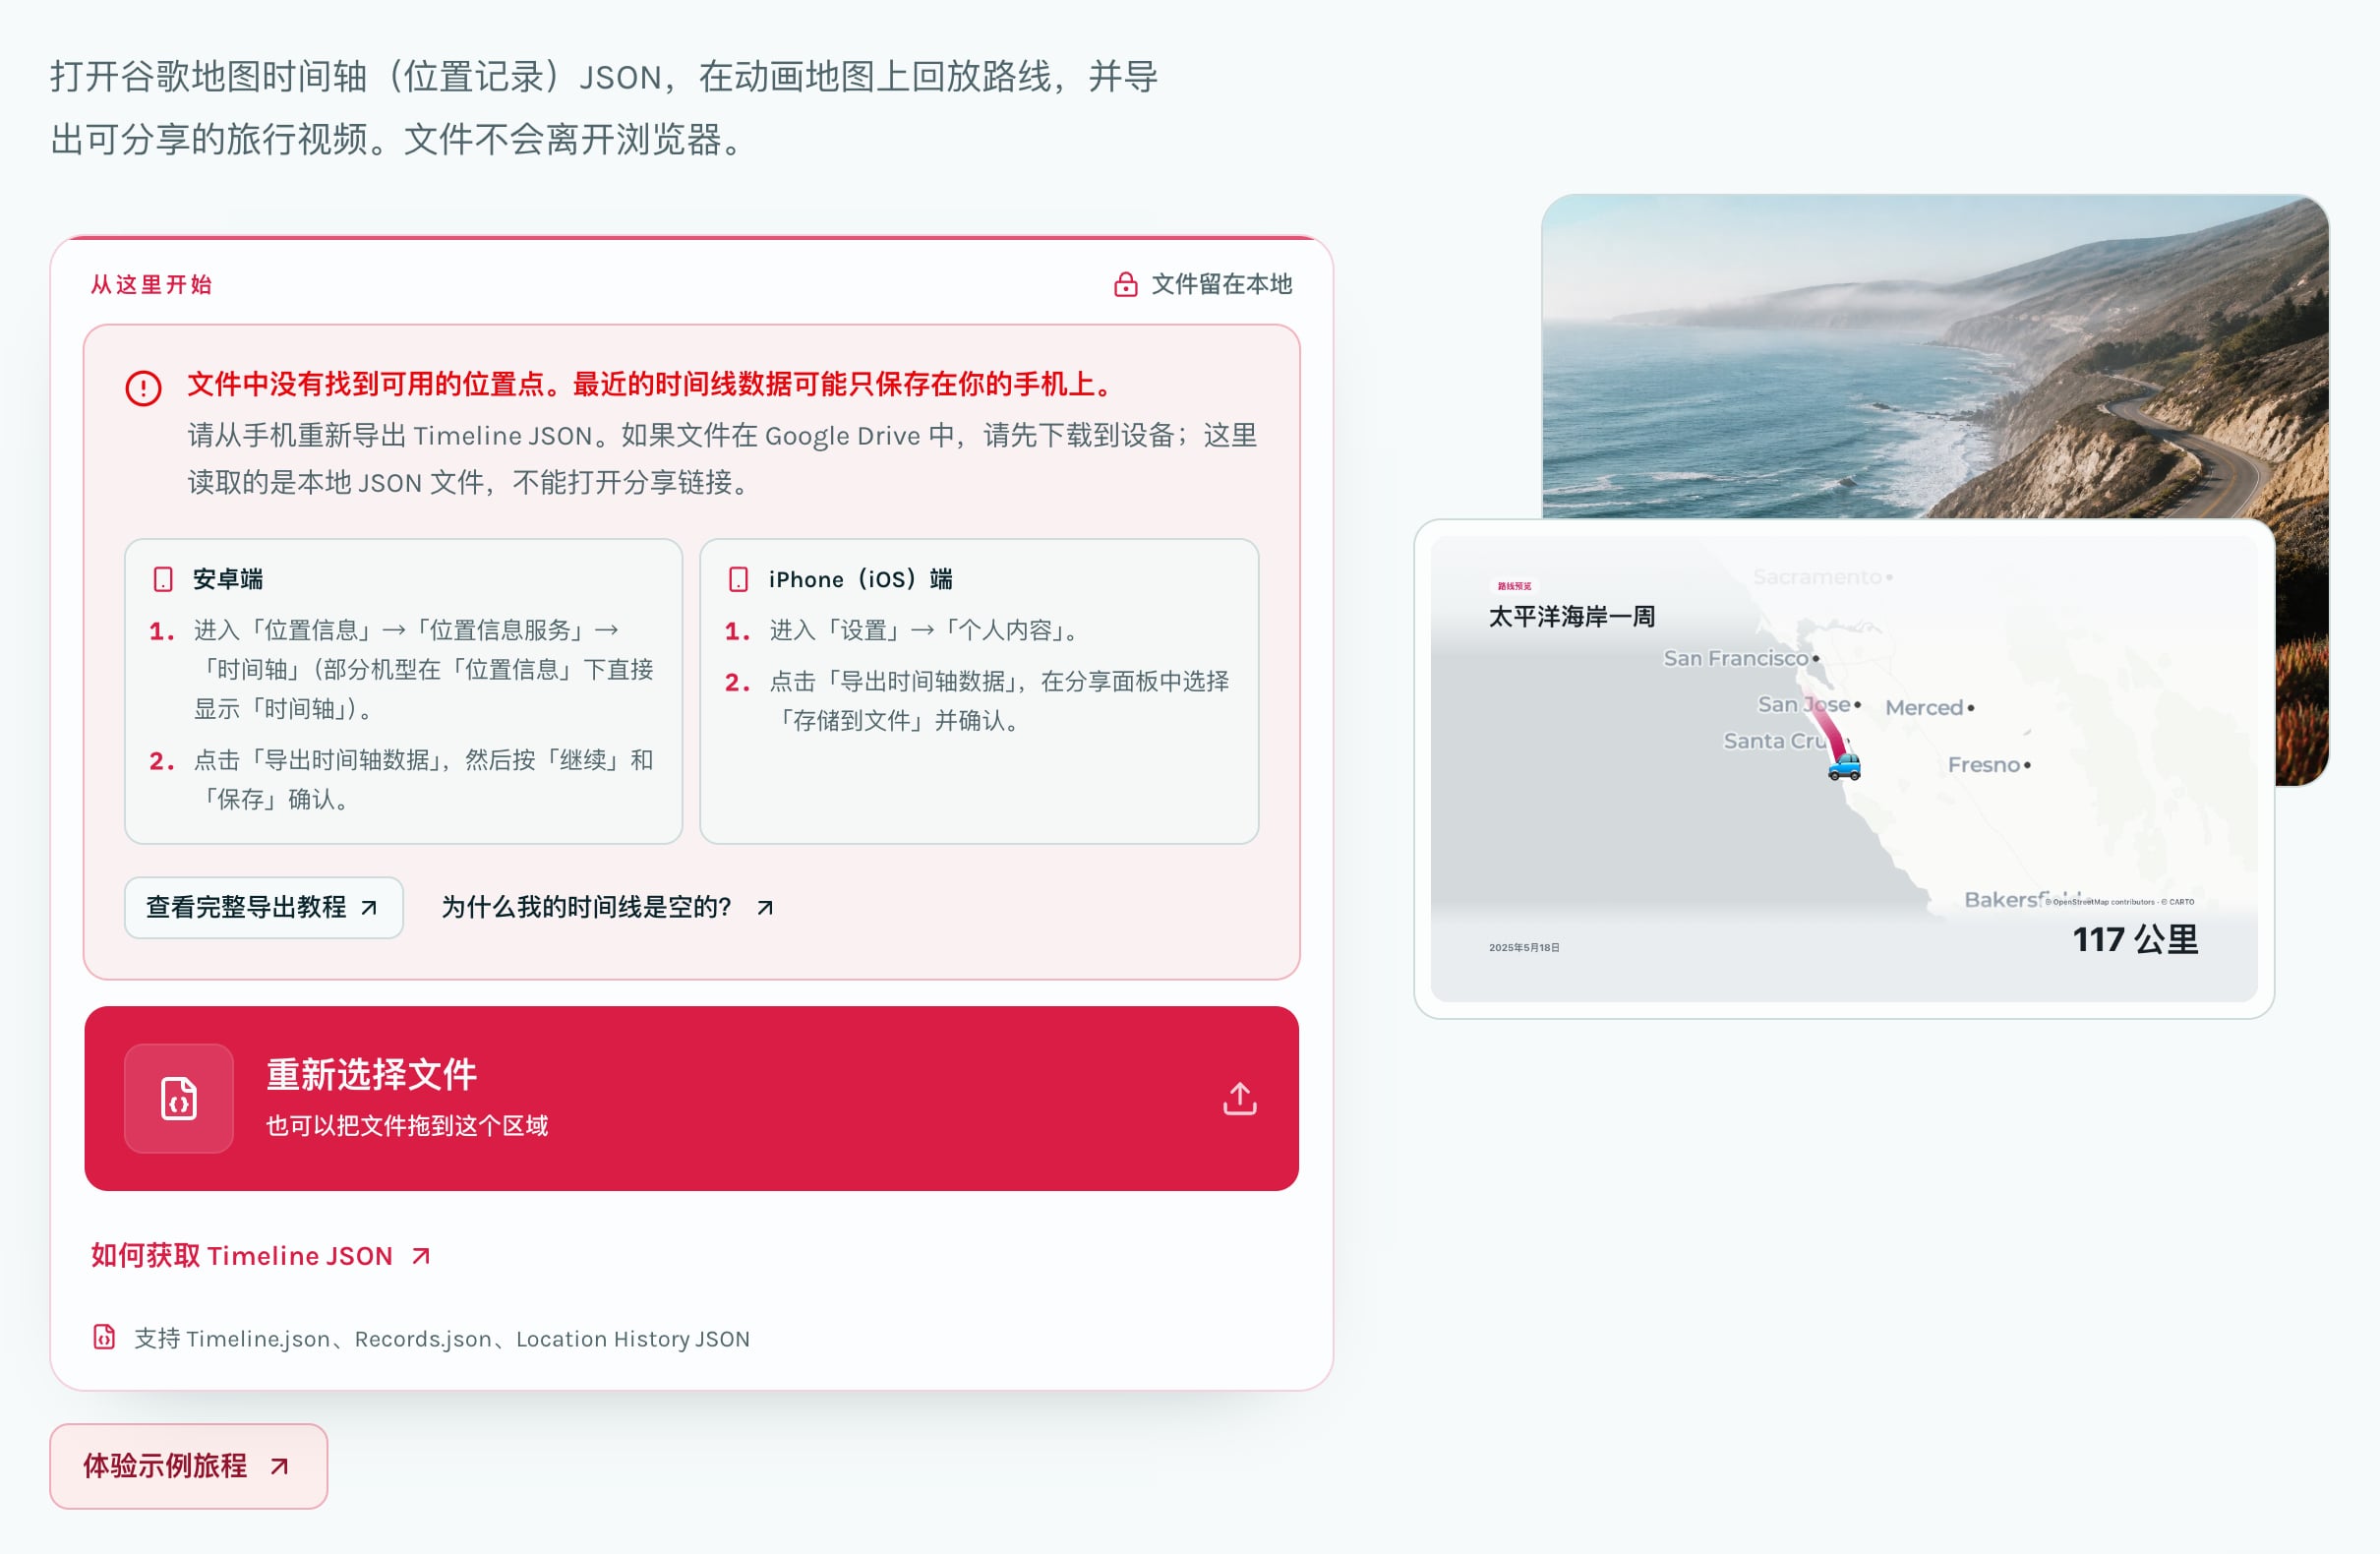 打开谷歌地图时间轴（位置记录）JSON，在动画地图上回放路线，并导
出可分享的旅行视频。文件不会离开浏览器。
从这里开始
文件留在本地
文件中没有找到可用的位置点。最近的时间线数据可能只保存在你的手机上。
请从手机重新导出 Timeline JSON。如果文件在 Google Drive 中，请先下载到设备；这里
读取的是本地 JSON 文件，不能打开分享链接。
安卓端
1. 进入「位置信息」→「位置信息服务」→
「时间轴」（部分机型在「位置信息」下直接
显示「时间轴」）。
2. 点击「导出时间轴数据」，然后按「继续」和
「保存」确认。
iPhone（iOS）端
1. 进入「设置」→「个人内容」。
2. 点击「导出时间轴数据」，在分享面板中选择
「存储到文件」并确认。
查看完整导出教程 ↗
为什么我的时间线是空的？ ↗
重新选择文件
也可以把文件拖到这个区域
如何获取 Timeline JSON ↗
支持 Timeline.json、Records.json、Location History JSON
体验示例旅程 ↗
路线预览
太平洋海岸一周
Sacramento
San Francisco
San Jose
Merced
Santa Cru
Fresno
Bakersfield
© OpenStreetMap contributors · © CARTO
2025年5月18日
117 公里